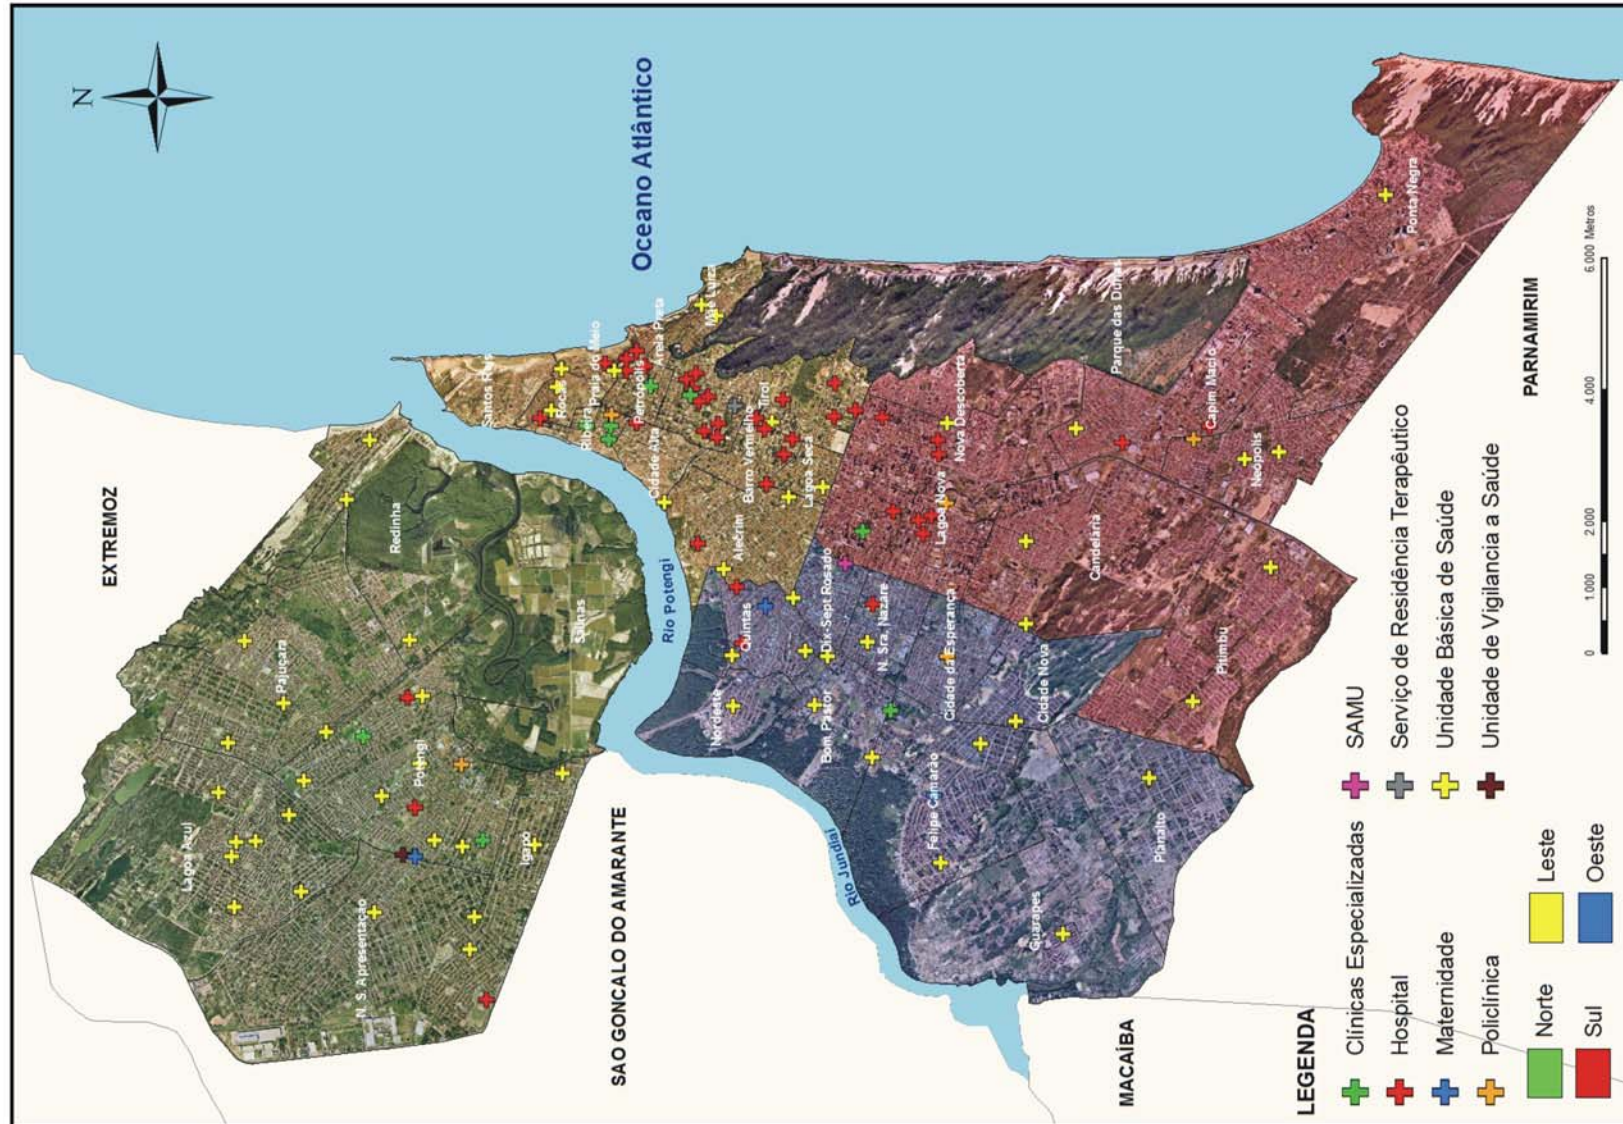 N
Oceano Atlântico
EXTREMOZ
Redinha
Pajuçara
Salinas
Lagoa Azul
Potengi
N. S. Apresentação
Igapó
SAO GONCALO DO AMARANTE
Rio Potengi
Rio Jundiaí
Santos Reis
Rocas
Praia do Meio
Ribeira
Petrópolis
Areia Preta
Mãe Luiza
Cidade Alta
Tirol
Barro Vermelho
Lagoa Seca
Alecrim
Quintas
Nordeste
Dix-Sept Rosado
Bom Pastor
N. Sra. Nazare
Cidade da Esperança
Cidade Nova
Felipe Camarão
Guarapes
Planalto
Nova Descoberta
Lagoa Nova
Parque das Dunas
Candelária
Capim Macio
Neópolis
Pitimbu
Ponta Negra
PARNAMIRIM
MACAÍBA
0 1.000 2.000 4.000 6.000 Metros
LEGENDA
Clínicas Especializadas
Hospital
Maternidade
Policlínica
SAMU
Serviço de Residência Terapêutico
Unidade Básica de Saúde
Unidade de Vigilancia a Saúde
Norte
Sul
Leste
Oeste